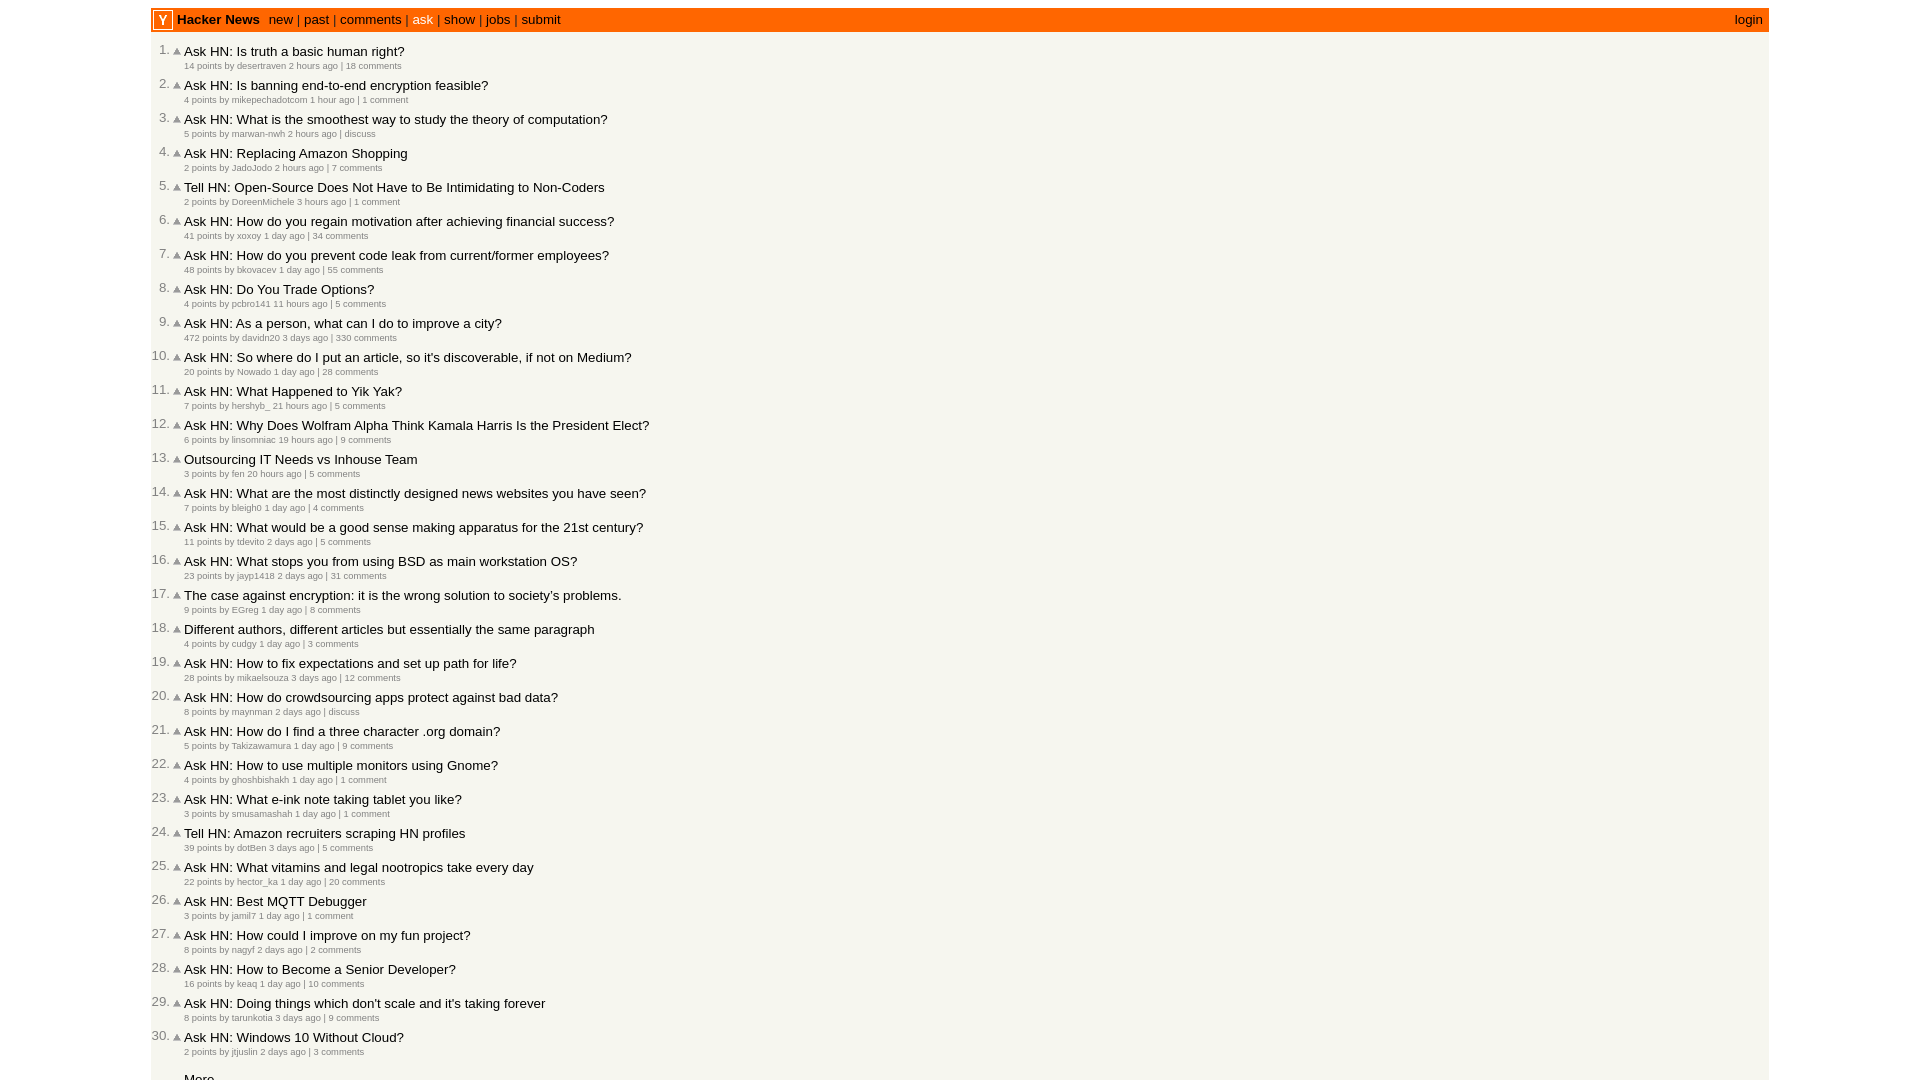 Y Hacker News new | past | comments | ask | show | jobs | submit login
1. Ask HN: Is truth a basic human right?
14 points by desertraven 2 hours ago | 18 comments
2. Ask HN: Is banning end-to-end encryption feasible?
4 points by mikepechadotcom 1 hour ago | 1 comment
3. Ask HN: What is the smoothest way to study the theory of computation?
5 points by marwan-nwh 2 hours ago | discuss
4. Ask HN: Replacing Amazon Shopping
2 points by JadoJodo 2 hours ago | 7 comments
5. Tell HN: Open-Source Does Not Have to Be Intimidating to Non-Coders
2 points by DoreenMichele 3 hours ago | 1 comment
6. Ask HN: How do you regain motivation after achieving financial success?
41 points by xoxoy 1 day ago | 34 comments
7. Ask HN: How do you prevent code leak from current/former employees?
48 points by bkovacev 1 day ago | 55 comments
8. Ask HN: Do You Trade Options?
4 points by pcbro141 11 hours ago | 5 comments
9. Ask HN: As a person, what can I do to improve a city?
472 points by davidn20 3 days ago | 330 comments
10. Ask HN: So where do I put an article, so it's discoverable, if not on Medium?
20 points by Nowado 1 day ago | 28 comments
11. Ask HN: What Happened to Yik Yak?
7 points by hershyb_ 21 hours ago | 5 comments
12. Ask HN: Why Does Wolfram Alpha Think Kamala Harris Is the President Elect?
6 points by linsomniac 19 hours ago | 9 comments
13. Outsourcing IT Needs vs Inhouse Team
3 points by fen 20 hours ago | 5 comments
14. Ask HN: What are the most distinctly designed news websites you have seen?
7 points by bleigh0 1 day ago | 4 comments
15. Ask HN: What would be a good sense making apparatus for the 21st century?
11 points by tdevito 2 days ago | 5 comments
16. Ask HN: What stops you from using BSD as main workstation OS?
23 points by jayp1418 2 days ago | 31 comments
17. The case against encryption: it is the wrong solution to society’s problems.
9 points by EGreg 1 day ago | 8 comments
18. Different authors, different articles but essentially the same paragraph
4 points by cudgy 1 day ago | 3 comments
19. Ask HN: How to fix expectations and set up path for life?
28 points by mikaelsouza 3 days ago | 12 comments
20. Ask HN: How do crowdsourcing apps protect against bad data?
8 points by maynman 2 days ago | discuss
21. Ask HN: How do I find a three character .org domain?
5 points by Takizawamura 1 day ago | 9 comments
22. Ask HN: How to use multiple monitors using Gnome?
4 points by ghoshbishakh 1 day ago | 1 comment
23. Ask HN: What e-ink note taking tablet you like?
3 points by smusamashah 1 day ago | 1 comment
24. Tell HN: Amazon recruiters scraping HN profiles
39 points by dotBen 3 days ago | 5 comments
25. Ask HN: What vitamins and legal nootropics take every day
22 points by hector_ka 1 day ago | 20 comments
26. Ask HN: Best MQTT Debugger
3 points by jamil7 1 day ago | 1 comment
27. Ask HN: How could I improve on my fun project?
8 points by nagyf 2 days ago | 2 comments
28. Ask HN: How to Become a Senior Developer?
16 points by keaq 1 day ago | 10 comments
29. Ask HN: Doing things which don't scale and it's taking forever
8 points by tarunkotia 3 days ago | 9 comments
30. Ask HN: Windows 10 Without Cloud?
2 points by jtjuslin 2 days ago | 3 comments
More